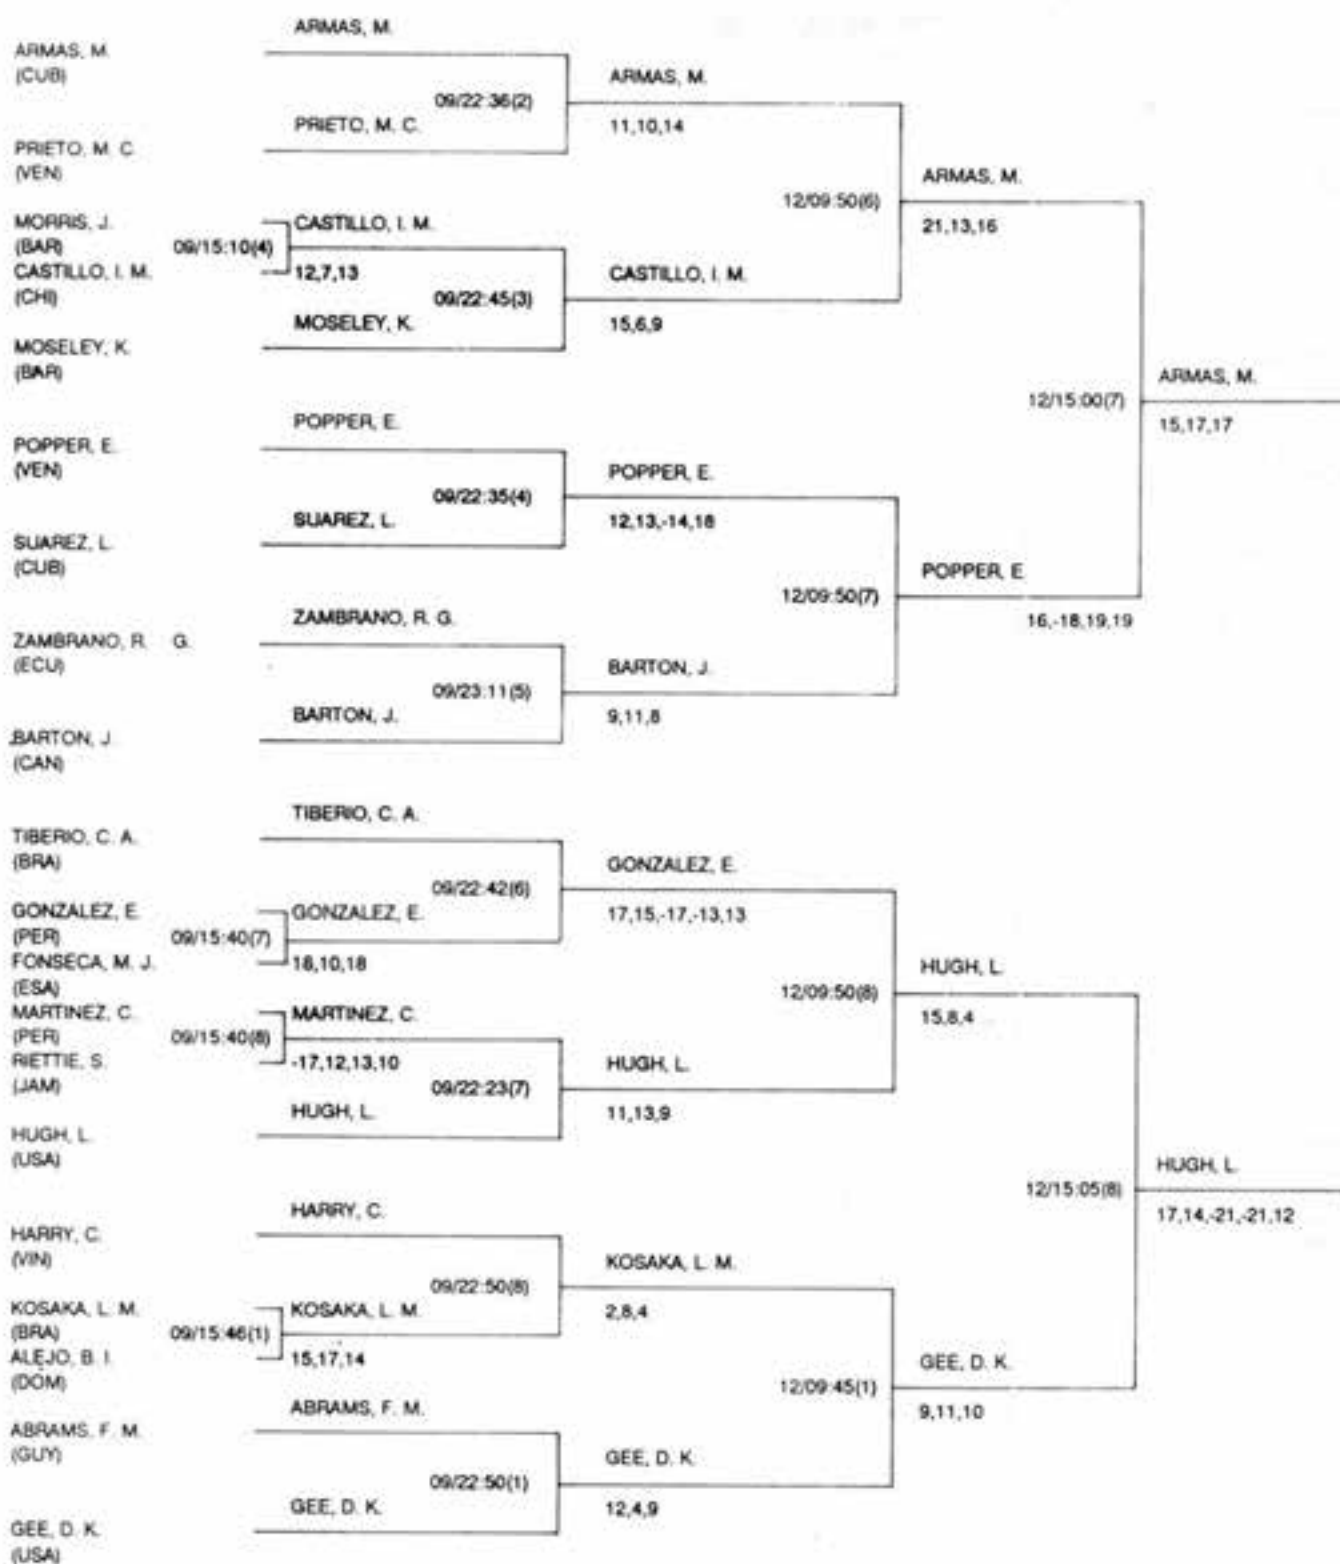 ARMAS, M.
ARMAS, M.
(CUB)
ARMAS, M.
09/22:36(2)
11,10,14
PRIETO, M. C.
PRIETO, M. C.
(VEN)
ARMAS, M.
12/09:50(6)
21,13,16
MORRIS, J.
(BAR)
CASTILLO, I. M.
(CHI)
09/15:10(4)
CASTILLO, I. M.
12,7,13
09/22:45(3)
CASTILLO, I. M.
15,6,9
MOSELEY, K.
MOSELEY, K.
(BAR)
ARMAS, M.
12/15:00(7)
15,17,17
POPPER, E.
POPPER, E.
(VEN)
POPPER, E.
09/22:35(4)
12,13,-14,18
SUAREZ, L.
SUAREZ, L.
(CUB)
POPPER, E
12/09:50(7)
16,-18,19,19
ZAMBRANO, R. G.
ZAMBRANO, R. G.
(ECU)
BARTON, J.
09/23:11(5)
9,11,8
BARTON, J.
BARTON, J.
(CAN)
TIBERIO, C. A.
TIBERIO, C. A.
(BRA)
GONZALEZ, E.
09/22:42(6)
17,15,-17,-13,13
GONZALEZ, E.
(PER)
FONSECA, M. J.
(ESA)
09/15:40(7)
GONZALEZ, E.
18,10,18
HUGH, L.
12/09:50(8)
15,8,4
MARTINEZ, C.
(PER)
RIETTIE, S.
(JAM)
09/15:40(8)
MARTINEZ, C.
-17,12,13,10
09/22:23(7)
HUGH, L.
11,13,9
HUGH, L.
HUGH, L.
(USA)
HUGH, L.
12/15:05(8)
17,14,-21,-21,12
HARRY, C.
HARRY, C.
(VIN)
KOSAKA, L. M.
09/22:50(8)
2,8,4
KOSAKA, L. M.
(BRA)
ALEJO, B. I.
(DOM)
09/15:46(1)
KOSAKA, L. M.
15,17,14
GEE, D. K.
12/09:45(1)
9,11,10
ABRAMS, F. M.
ABRAMS, F. M.
(GUY)
GEE, D. K.
09/22:50(1)
12,4,9
GEE, D. K.
GEE, D. K.
(USA)